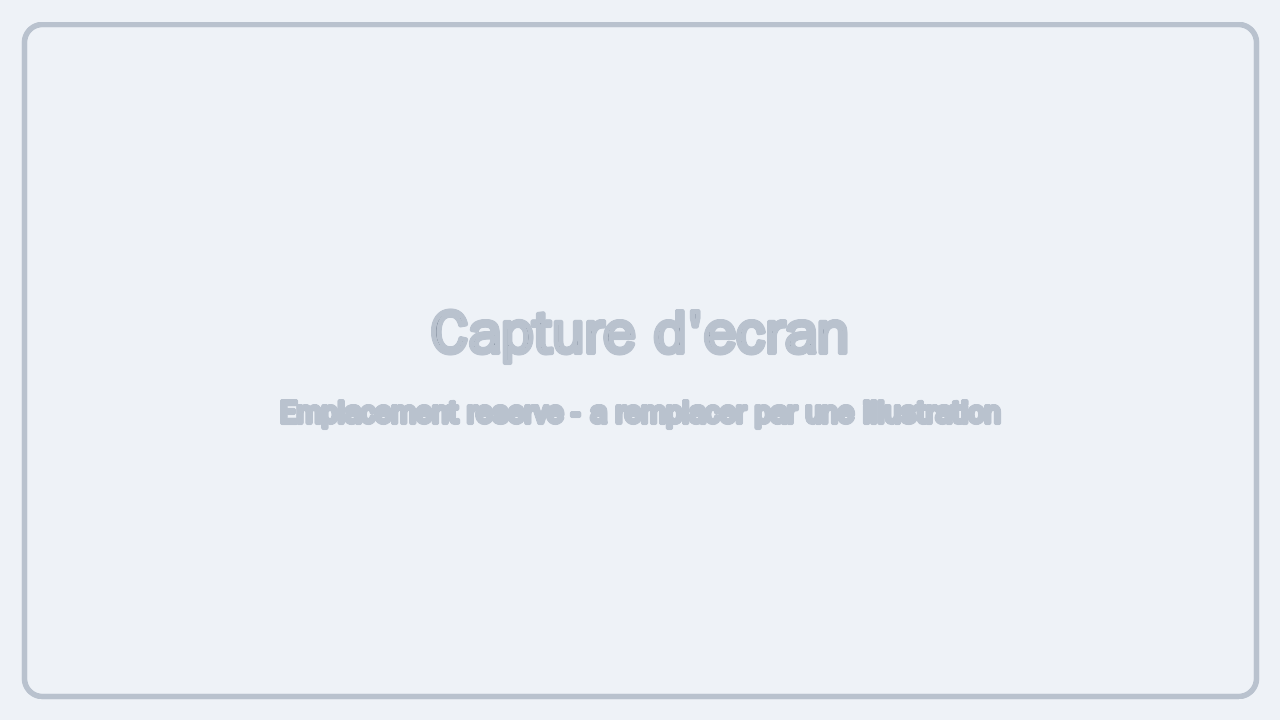 Capture d'ecran
Emplacement reserve - a remplacer par une illustration